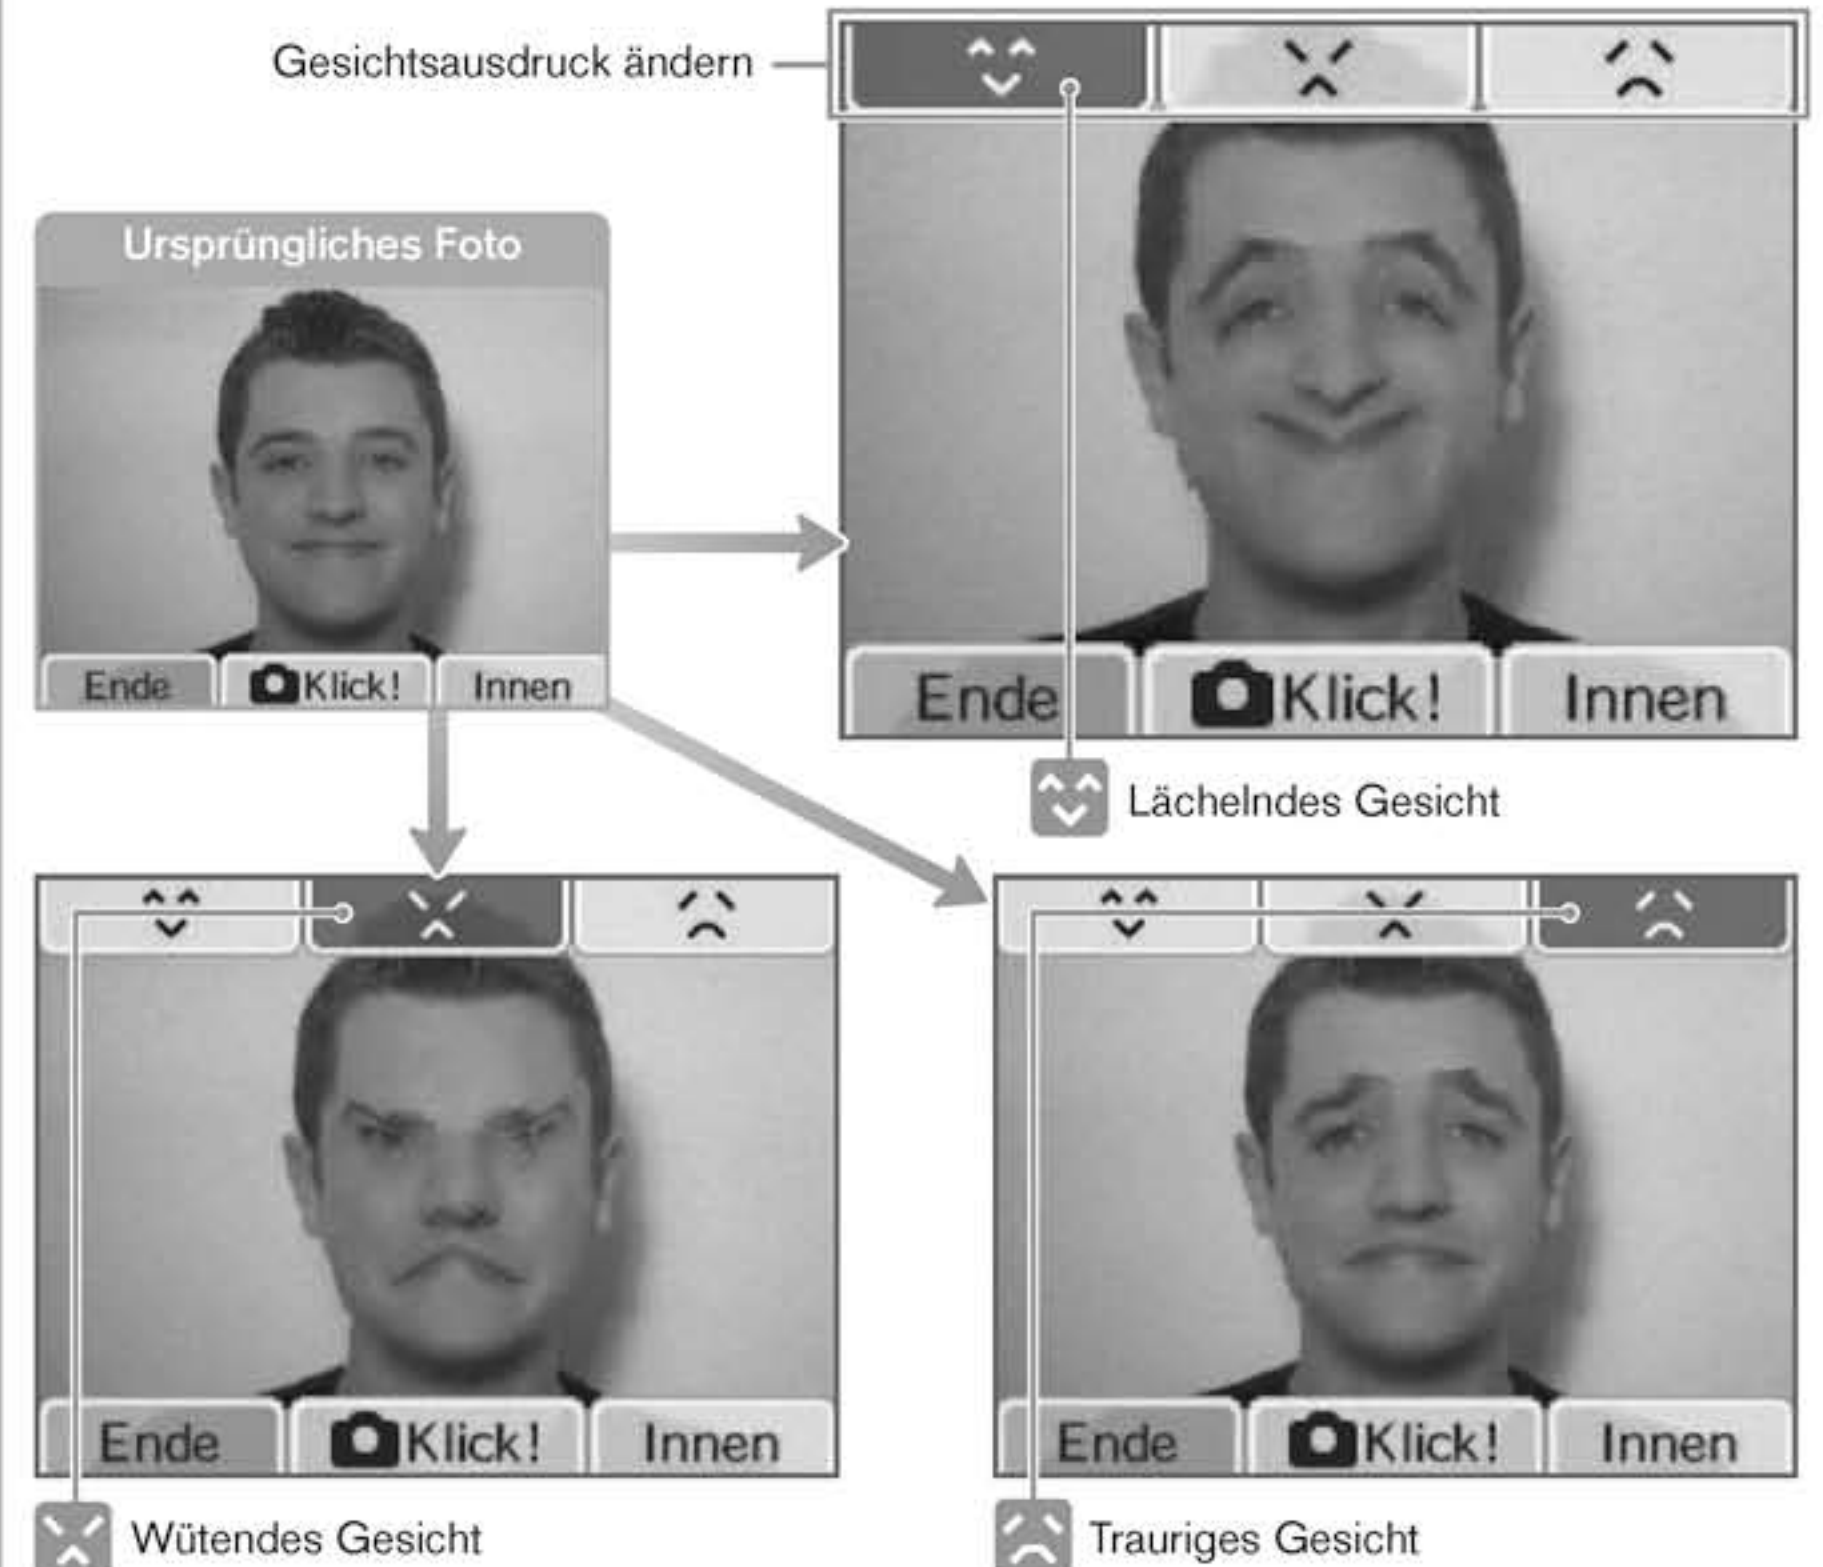 Gesichtsausdruck ändern
Ursprüngliches Foto
Ende Klick! Innen
Ende Klick! Innen
Lächelndes Gesicht
Ende Klick! Innen
Ende Klick! Innen
Wütendes Gesicht
Trauriges Gesicht